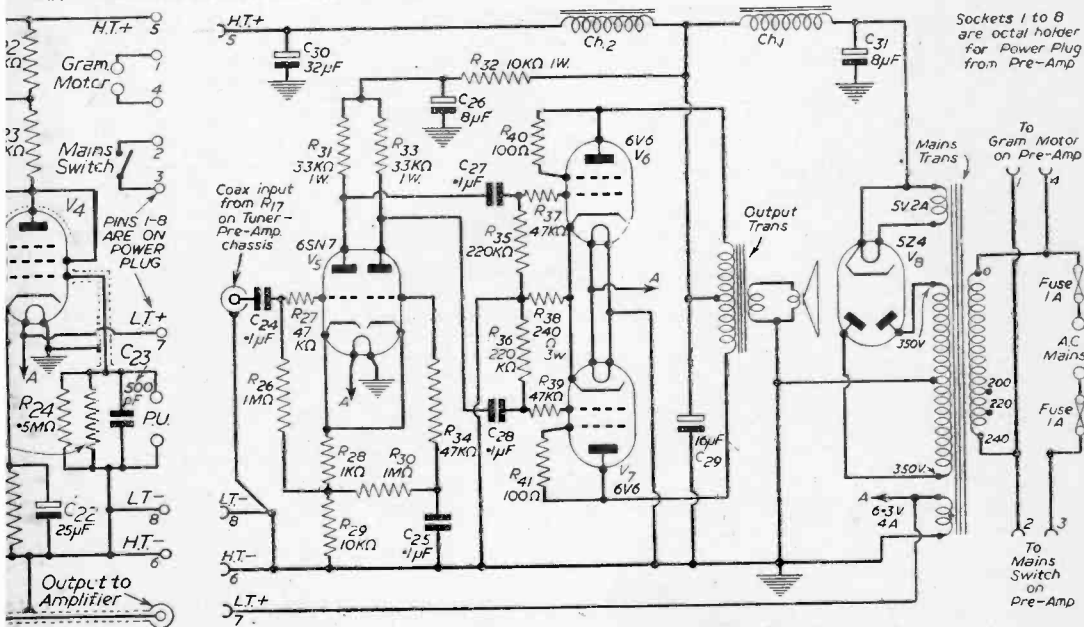 H.T.+
5
Gram.
Motor
1
4
Mains
Switch
2
3
V4
PINS 1-8
ARE ON
POWER
PLUG
L.T.+
7
A
C23
500
pF
R24
·5MΩ
P.U.
C22
25µF
L.T.-
8
H.T.-
6
Output to
Amplifier
H.T.+
5
C30
32µF
R32 10KΩ 1W.
C26
8µF
R31
33KΩ
1W.
R33
33KΩ
1W.
Coax input
from R17
on Tuner-
Pre-Amp.
chassis
6SN7
V5
C24
·1µF
R27
47
KΩ
R26
1MΩ
A
R28
1KΩ
R30
1MΩ
R34
47KΩ
R29
10KΩ
C25
·1µF
L.T.-
8
H.T.-
6
L.T.+
7
Ch.2
Ch.1
C31
8µF
R40
100Ω
6V6
V6
C27
·1µF
R37
47KΩ
R35
220KΩ
R38
240
Ω
3W
R36
220
KΩ
R39
47KΩ
C28
·1µF
R41
100Ω
V7
6V6
A
Output
Trans
16µF
C29
Sockets 1 to 8
are octal holder
for Power Plug
from Pre-Amp
Mains
Trans
To
Gram Motor
on Pre-Amp
1
4
5V.2A
5Z4
V8
350V
350V
0
200
220
240
Fuse
1A
A.C.
Mains
Fuse
1A
A
6·3V
4A
2
3
To
Mains
Switch
on
Pre-Amp